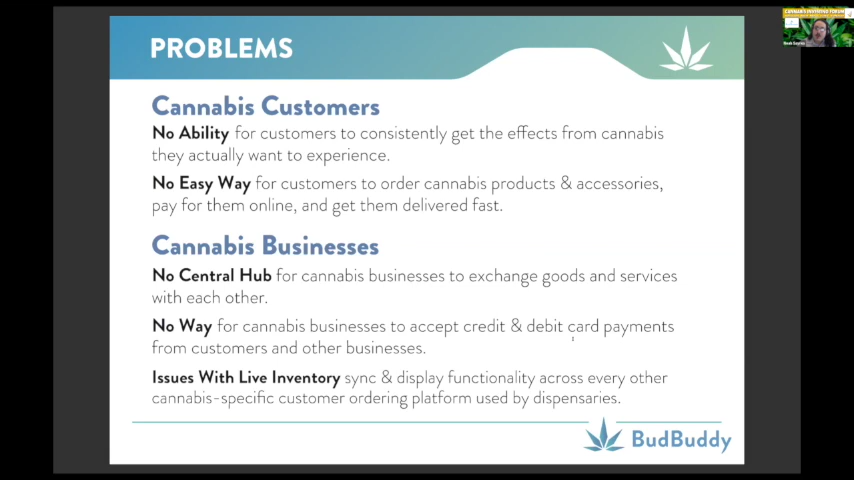 PROBLEMS
CANNABIS INVESTING FORUM
Cannabis Customers
No Ability for customers to consistently get the effects from cannabis
they actually want to experience.
No Easy Way for customers to order cannabis products & accessories,
pay for them online, and get them delivered fast.
Cannabis Businesses
No Central Hub for cannabis businesses to exchange goods and services
with each other.
No Way for cannabis businesses to accept credit & debit card payments
from customers and other businesses.
Issues With Live Inventory sync & display functionality across every other
cannabis-specific customer ordering platform used by dispensaries.
BudBuddy